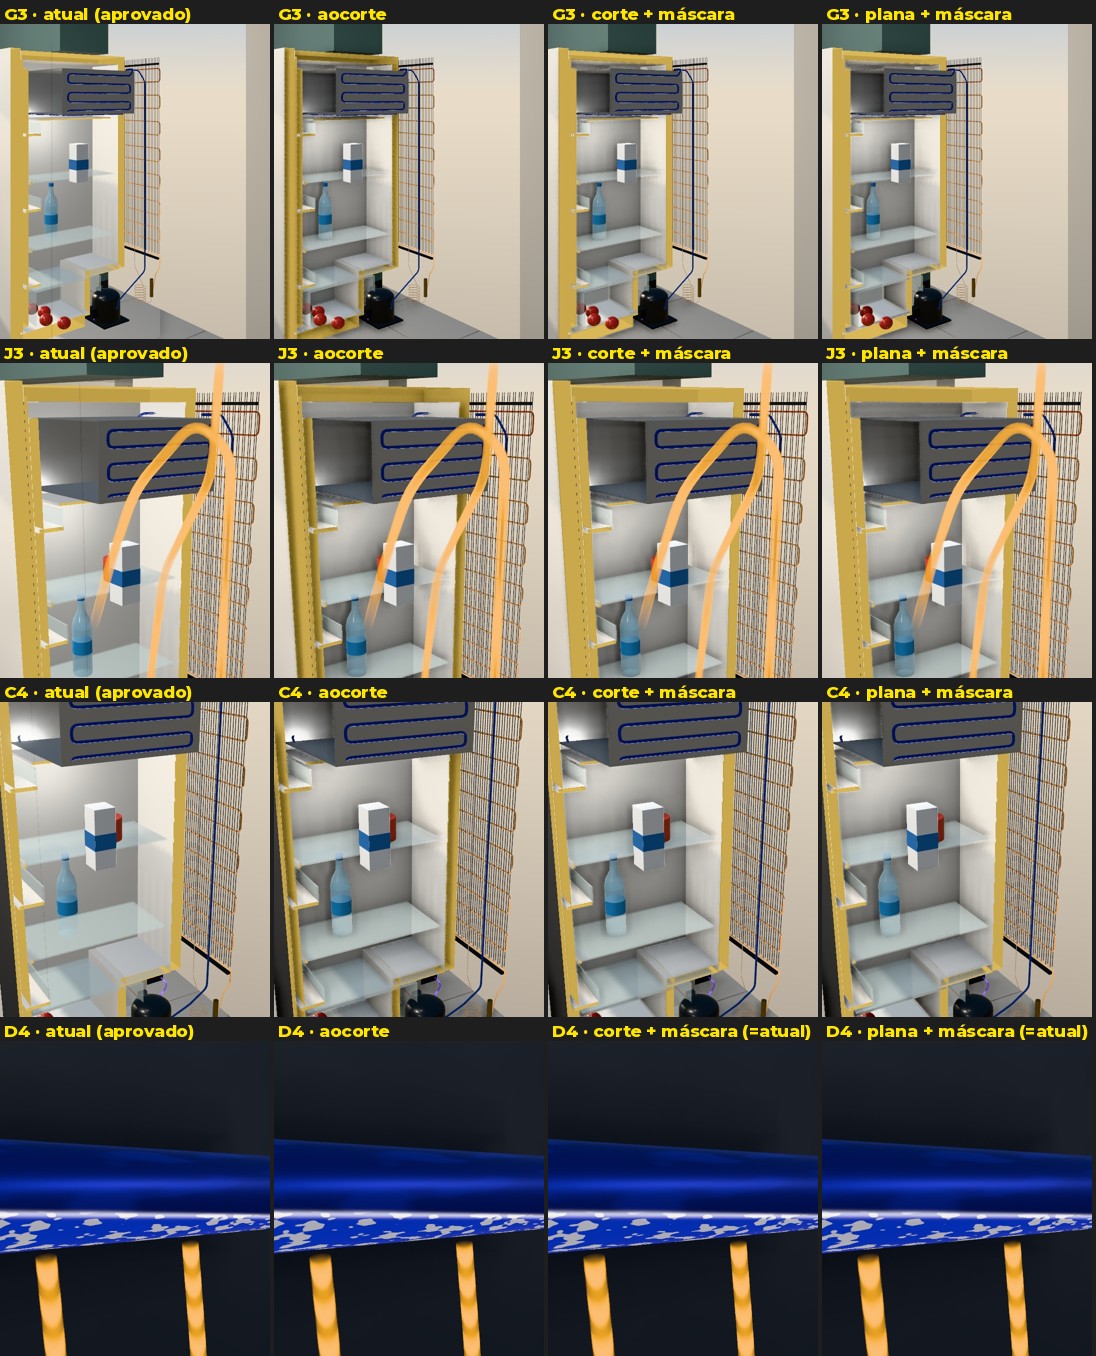 G3 · atual (aprovado)
G3 · aocorte
G3 · corte + máscara
G3 · plana + máscara
J3 · atual (aprovado)
J3 · aocorte
J3 · corte + máscara
J3 · plana + máscara
C4 · atual (aprovado)
C4 · aocorte
C4 · corte + máscara
C4 · plana + máscara
D4 · atual (aprovado)
D4 · aocorte
D4 · corte + máscara (=atual)
D4 · plana + máscara (=atual)